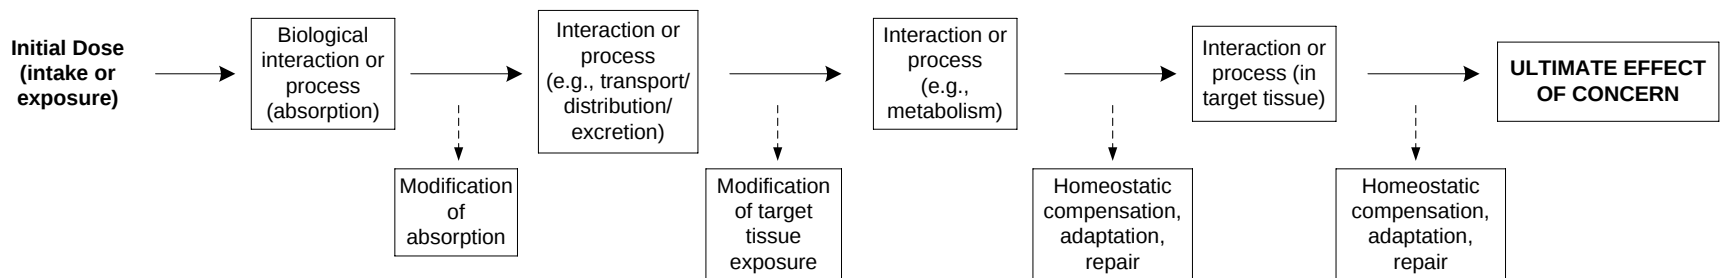 Initial Dose
(intake or
exposure)
Biological
interaction or
process
(absorption)
Interaction or
process
(e.g., transport/
distribution/
excretion)
Interaction or
process
(e.g.,
metabolism)
Interaction or
process (in
target tissue)
ULTIMATE EFFECT
OF CONCERN
Modification
of
absorption
Modification
of target
tissue
exposure
Homeostatic
compensation,
adaptation,
repair
Homeostatic
compensation,
adaptation,
repair